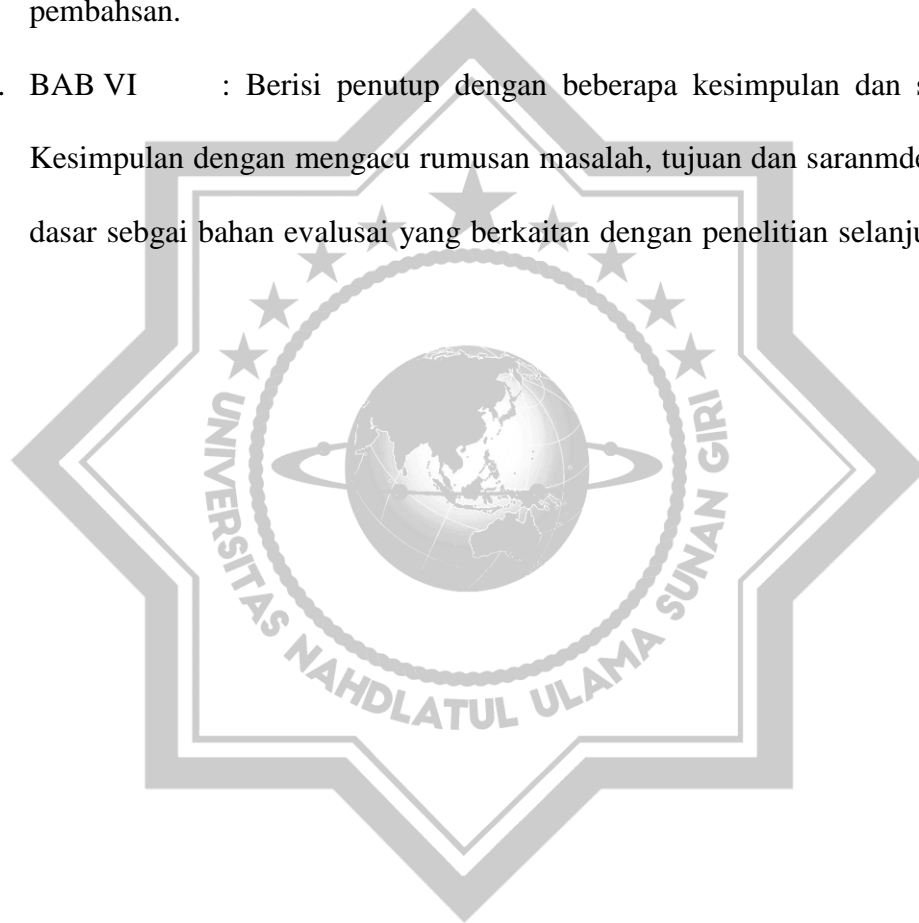 pembahsan.
. BAB VI : Berisi penutup dengan beberapa kesimpulan dan s
Kesimpulan dengan mengacu rumusan masalah, tujuan dan saranmde
dasar sebgai bahan evalusai yang berkaitan dengan penelitian selanju
UNIVERSITAS NAHDLATUL ULAMA SUNAN GIRI